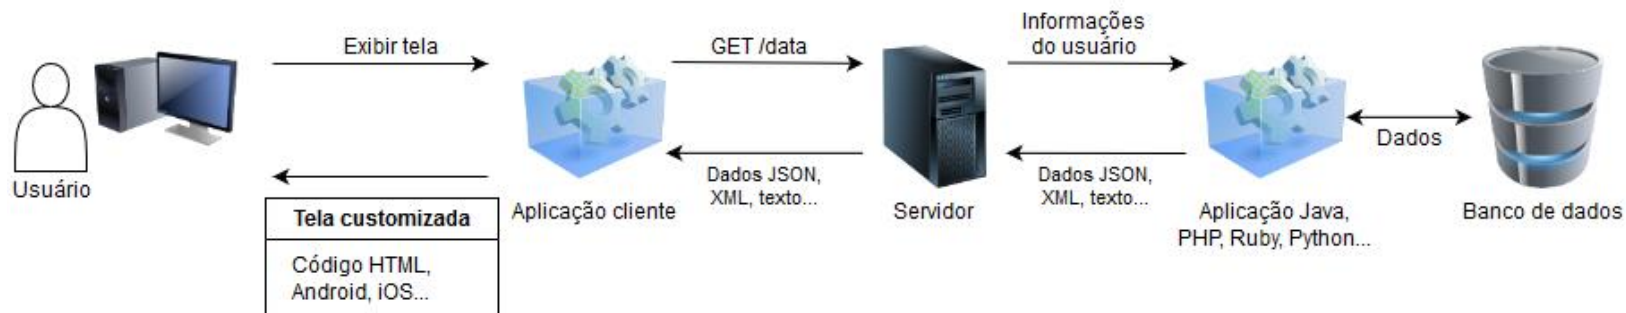 Exibir tela
GET /data
Informações
do usuário
Dados
Dados JSON,
XML, texto...
Dados JSON,
XML, texto...
Usuário
Tela customizada
Código HTML,
Android, iOS...
Aplicação cliente
Servidor
Aplicação Java,
PHP, Ruby, Python...
Banco de dados